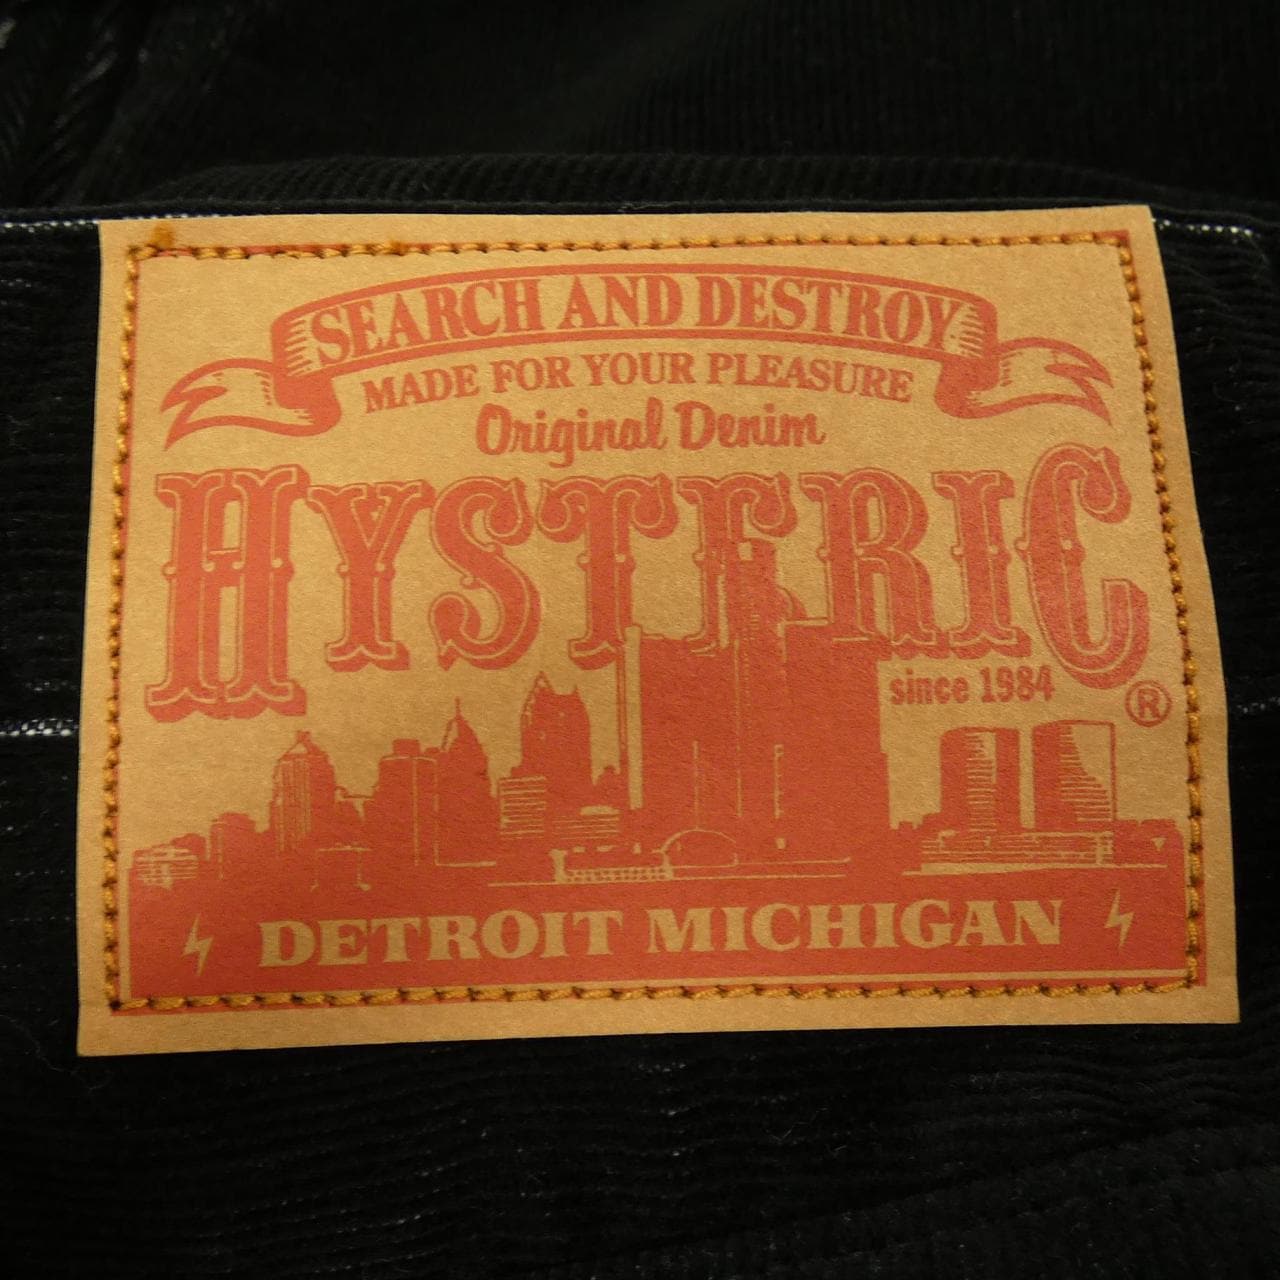 SEARCH AND DESTROY
MADE FOR YOUR PLEASURE
Original Denim
HYSTERIC
since 1984
®
DETROIT MICHIGAN